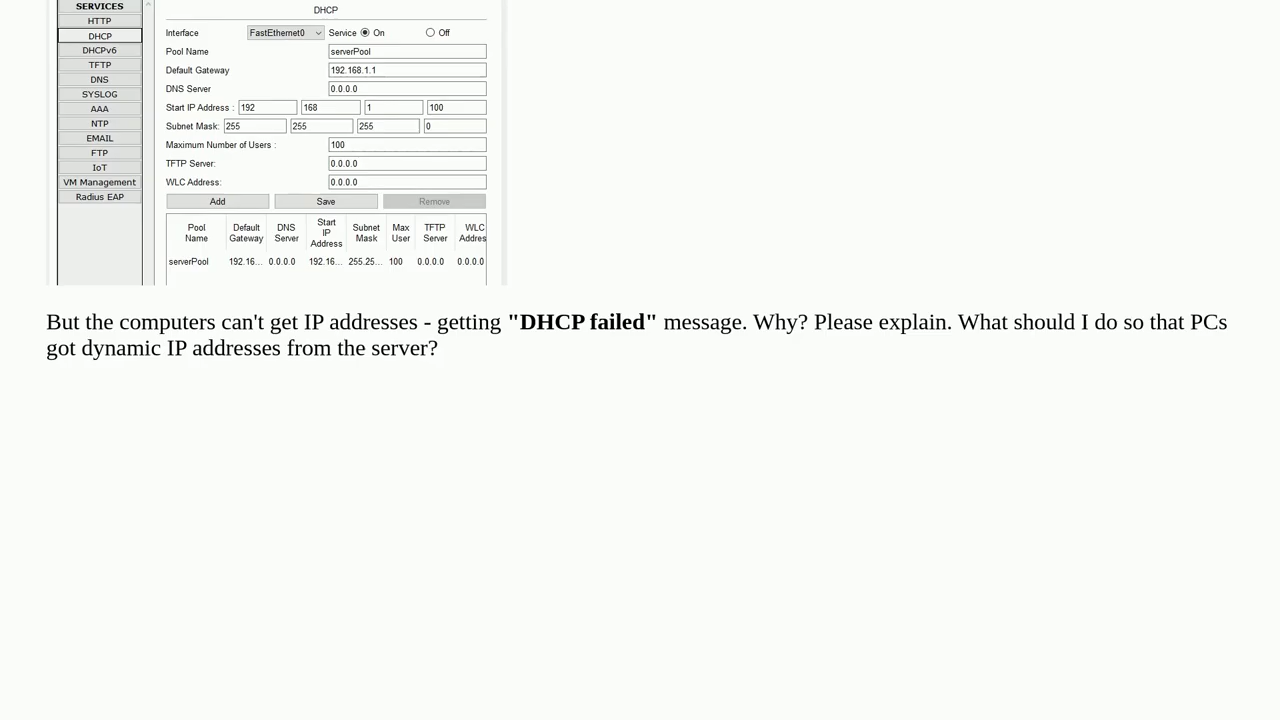 SERVICES
HTTP
DHCP
DHCPv6
TFTP
DNS
SYSLOG
AAA
NTP
EMAIL
FTP
IoT
VM Management
Radius EAP
DHCP
Interface FastEthernet0 Service On Off
Pool Name serverPool
Default Gateway 192.168.1.1
DNS Server 0.0.0.0
Start IP Address : 192 168 1 100
Subnet Mask: 255 255 255 0
Maximum Number of Users : 100
TFTP Server: 0.0.0.0
WLC Address: 0.0.0.0
Add Save Remove
Pool Name Default Gateway DNS Server Start IP Address Subnet Mask Max User TFTP Server WLC Addres
serverPool 192.16... 0.0.0.0 192.16... 255.25... 100 0.0.0.0 0.0.0.0
But the computers can't get IP addresses - getting "DHCP failed" message. Why? Please explain. What should I do so that PCs
got dynamic IP addresses from the server?